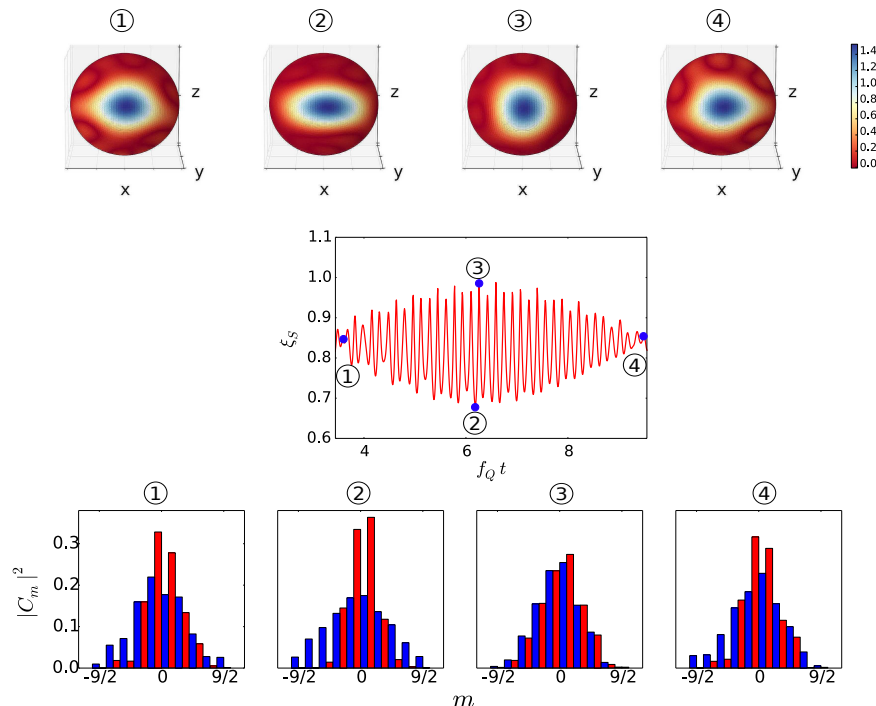 ① ② ③ ④
z z z z
y y y y
x x x x
1.4
1.2
1.0
0.8
0.6
0.4
0.2
0.0
1.1
1.0
0.9
0.8
0.7
0.6
ξ_S
① ② ③ ④
4 6 8
f_Q t
① ② ③ ④
|C_m|²
0.3
0.2
0.1
0.0
-9/2 0 9/2 -9/2 0 9/2 -9/2 0 9/2 -9/2 0 9/2
m